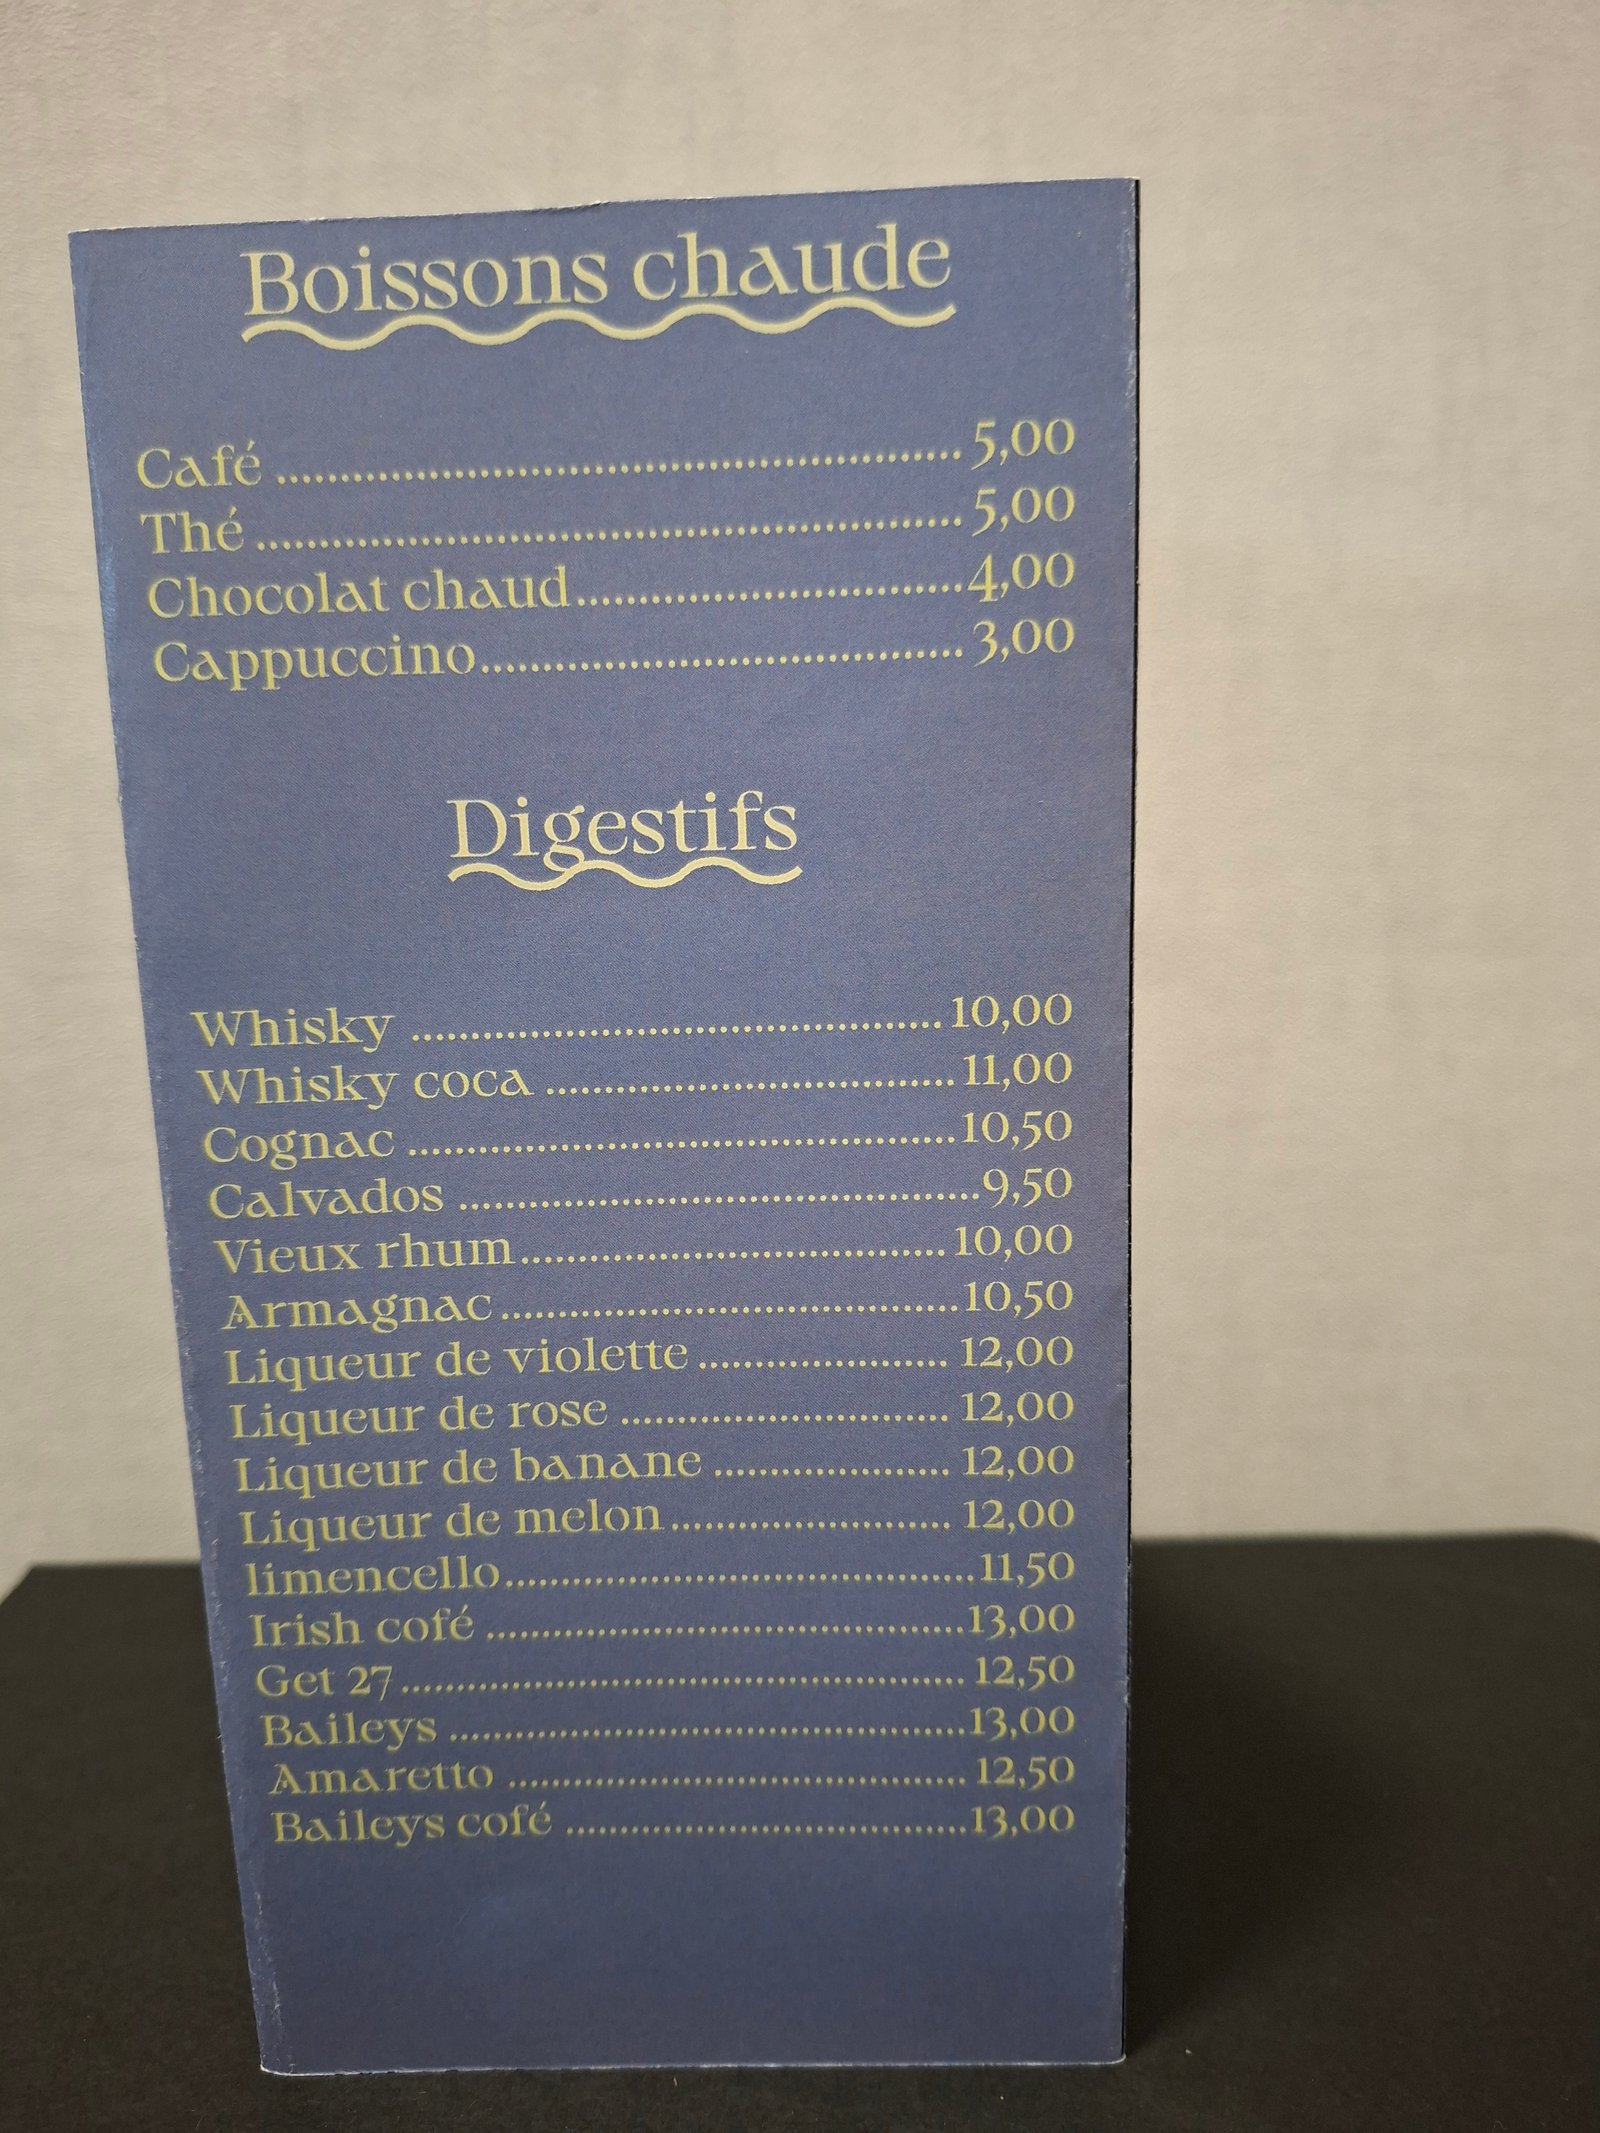 Boissons chaude
Café ........................................................ 5,00
Thé ........................................................ 5,00
Chocolat chaud................................ 4,00
Cappuccino........................................ 3,00
Digestifs
Whisky ................................................ 10,00
Whisky coca ..................................... 11,00
Cognac ................................................. 10,50
Calvados ............................................... 9,50
Vieux rhum....................................... 10,00
Armagnac.......................................... 10,50
Liqueur de violette ....................... 12,00
Liqueur de rose .............................. 12,00
Liqueur de banane ...................... 12,00
Liqueur de melon.......................... 12,00
limencello............................................ 11,50
Irish cofé ............................................. 13,00
Get 27..................................................... 12,50
Baileys .................................................. 13,00
Amaretto ............................................ 12,50
Baileys cofé ........................................ 13,00